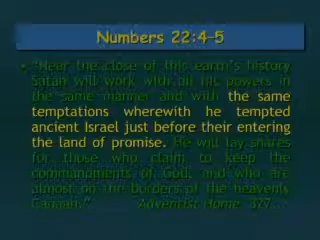 Numbers 22:4-5
• "Near the close of this earth's history
Satan will work with all his powers in
the same manner and with the same
temptations wherewith he tempted
ancient Israel just before their entering
the land of promise. He will lay snares
for those who claim to keep the
commandments of God, and who are
almost on the borders of the heavenly
Canaan." Adventist Home, 327